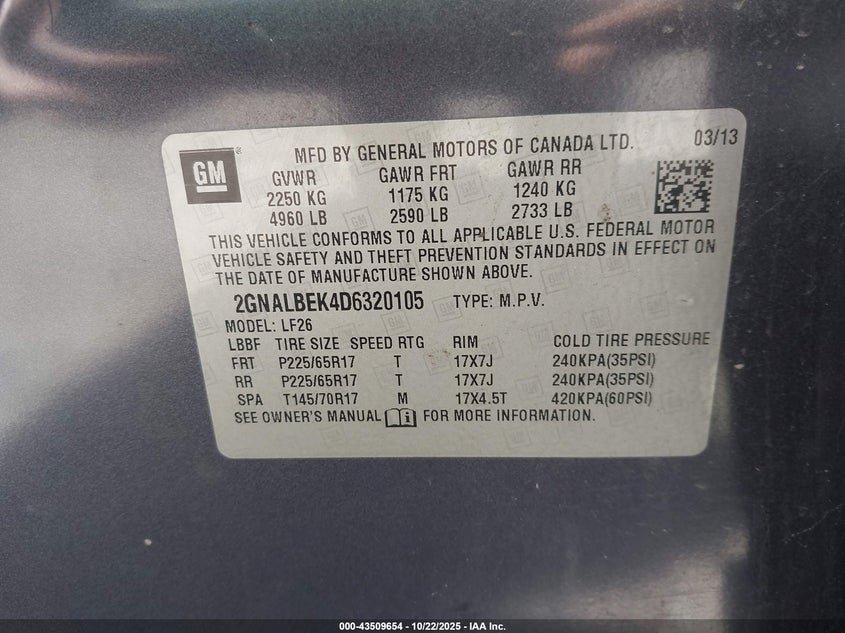 GM
MFD BY GENERAL MOTORS OF CANADA LTD. 03/13
GVWR GAWR FRT GAWR RR
2250 KG 1175 KG 1240 KG
4960 LB 2590 LB 2733 LB
THIS VEHICLE CONFORMS TO ALL APPLICABLE U.S. FEDERAL MOTOR
VEHICLE SAFETY AND THEFT PREVENTION STANDARDS IN EFFECT ON
THE DATE OF MANUFACTURE SHOWN ABOVE.
2GNALBEK4D6320105 TYPE: M.P.V.
MODEL: LF26
LBBF TIRE SIZE SPEED RTG RIM COLD TIRE PRESSURE
FRT P225/65R17 T 17X7J 240KPA(35PSI)
RR P225/65R17 T 17X7J 240KPA(35PSI)
SPA T145/70R17 M 17X4.5T 420KPA(60PSI)
SEE OWNER'S MANUAL FOR MORE INFORMATION.
000-43509654 - 10/22/2025 - IAA Inc.